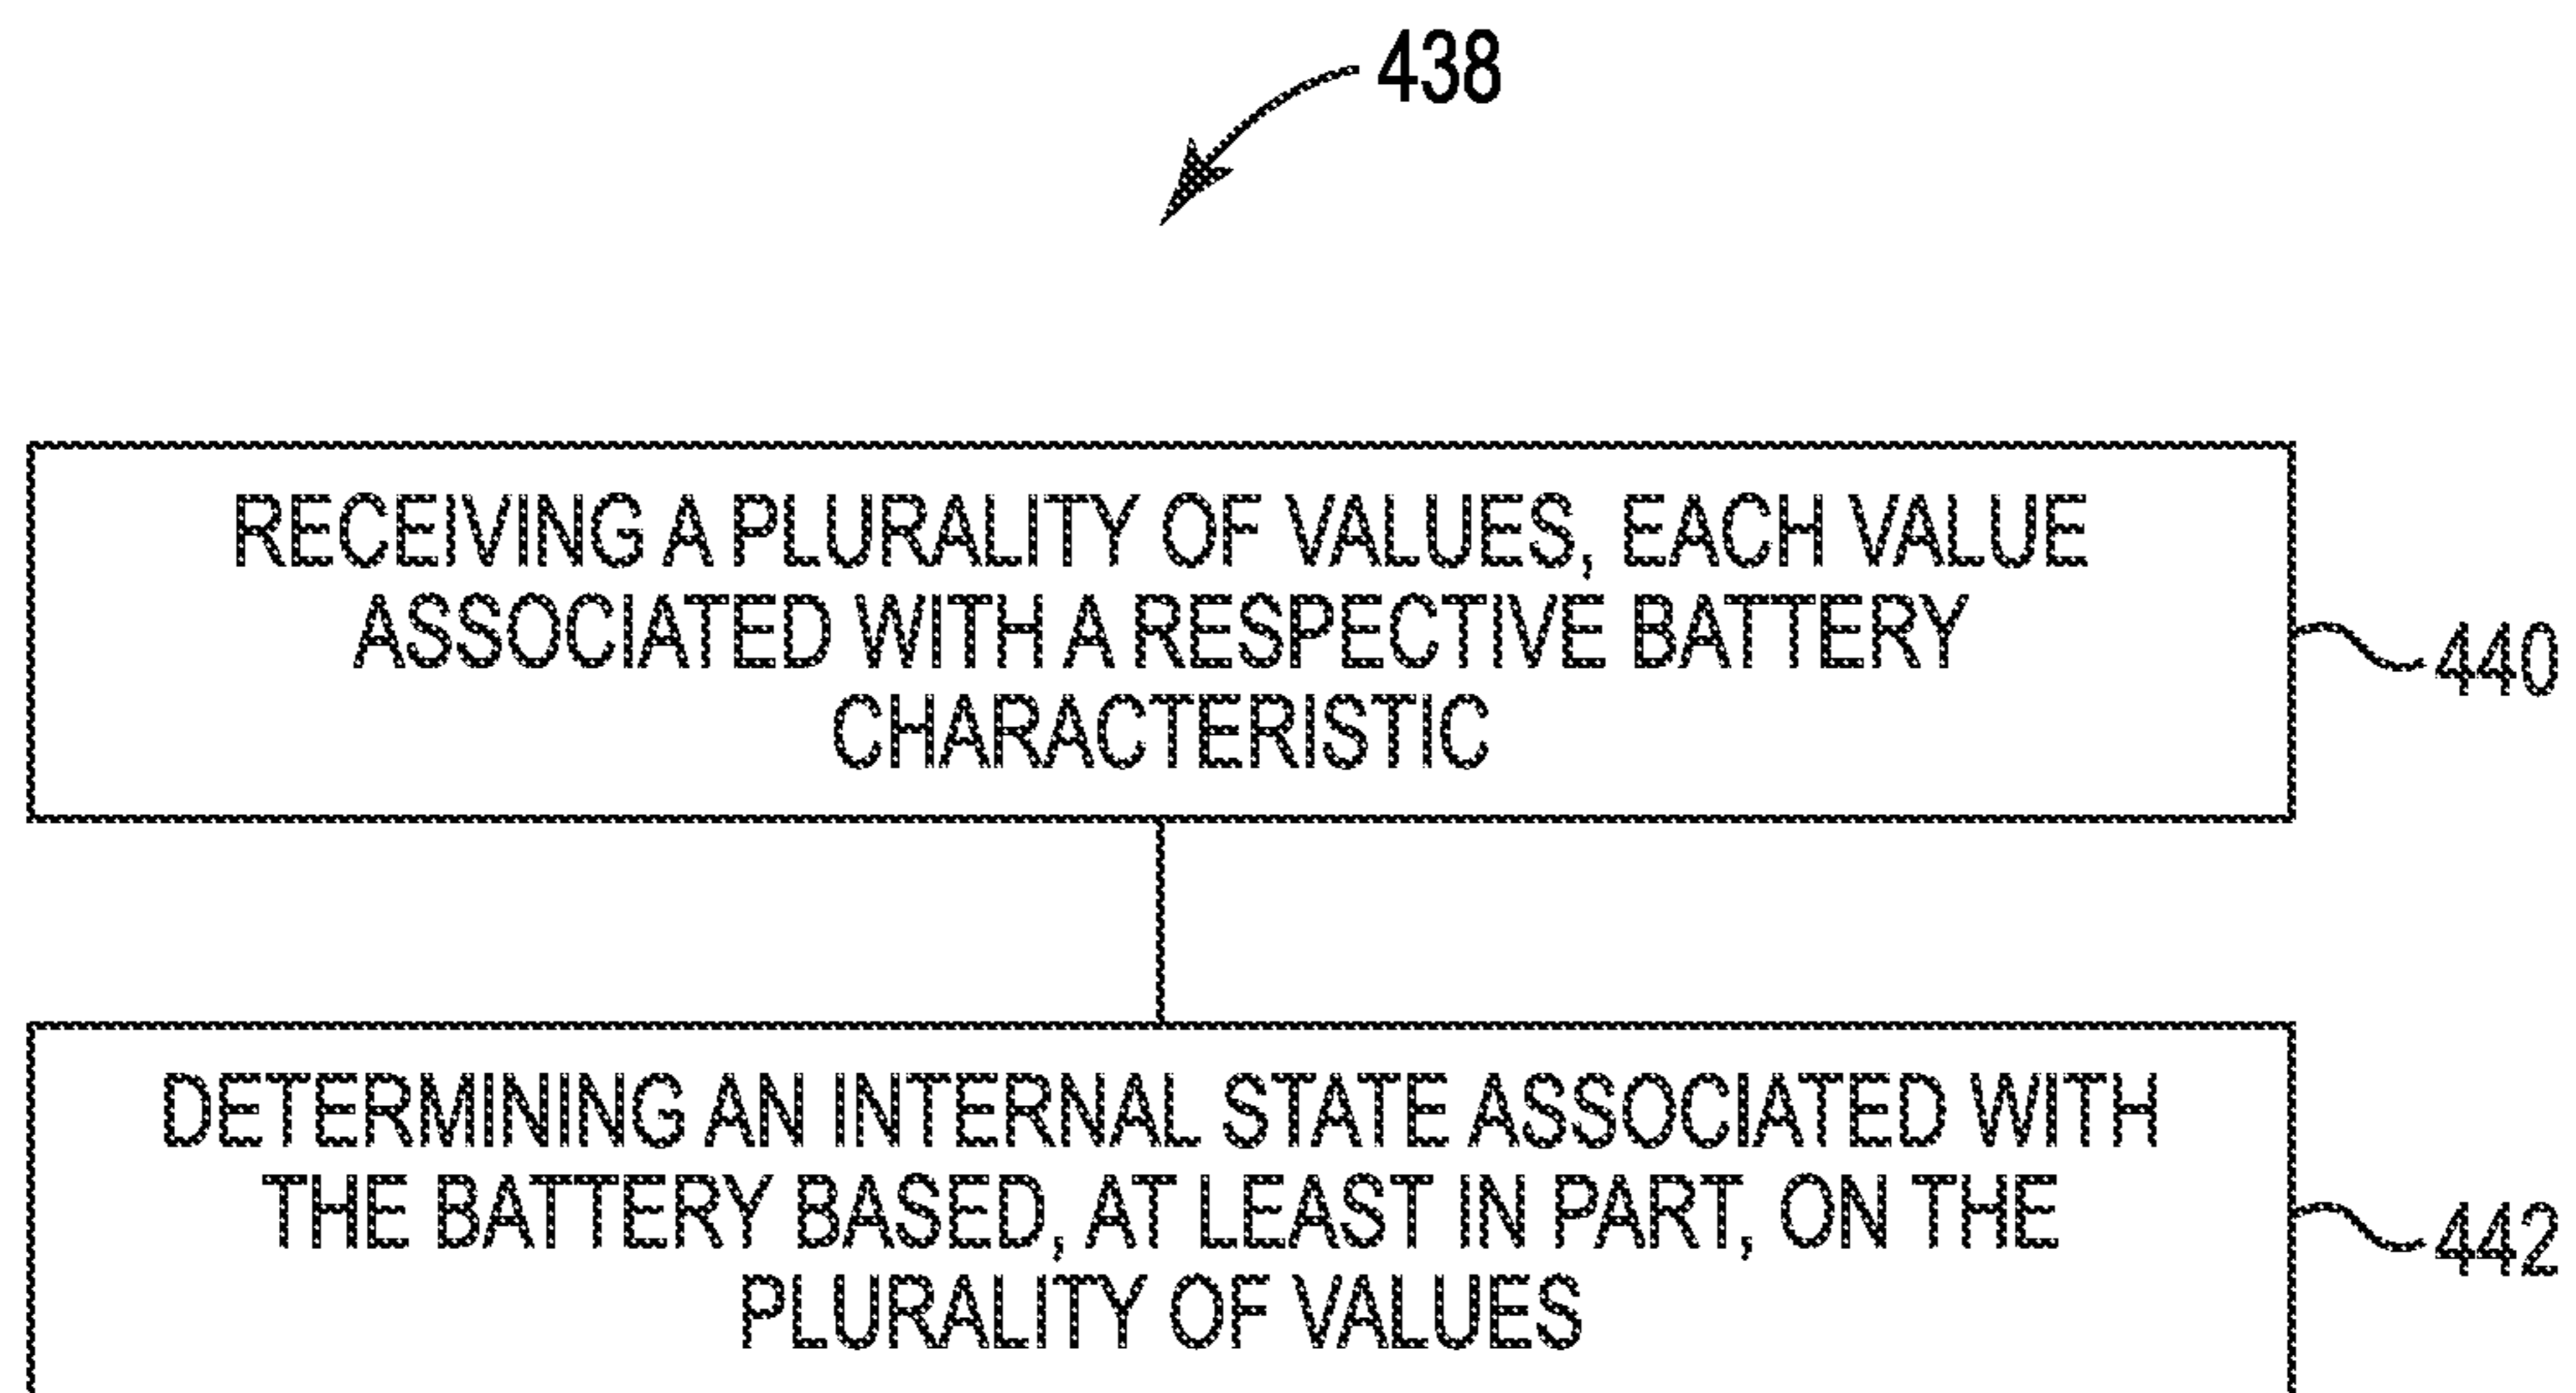 438
RECEIVING A PLURALITY OF VALUES, EACH VALUE
ASSOCIATED WITH A RESPECTIVE BATTERY
CHARACTERISTIC
440
DETERMINING AN INTERNAL STATE ASSOCIATED WITH
THE BATTERY BASED, AT LEAST IN PART, ON THE
PLURALITY OF VALUES
442